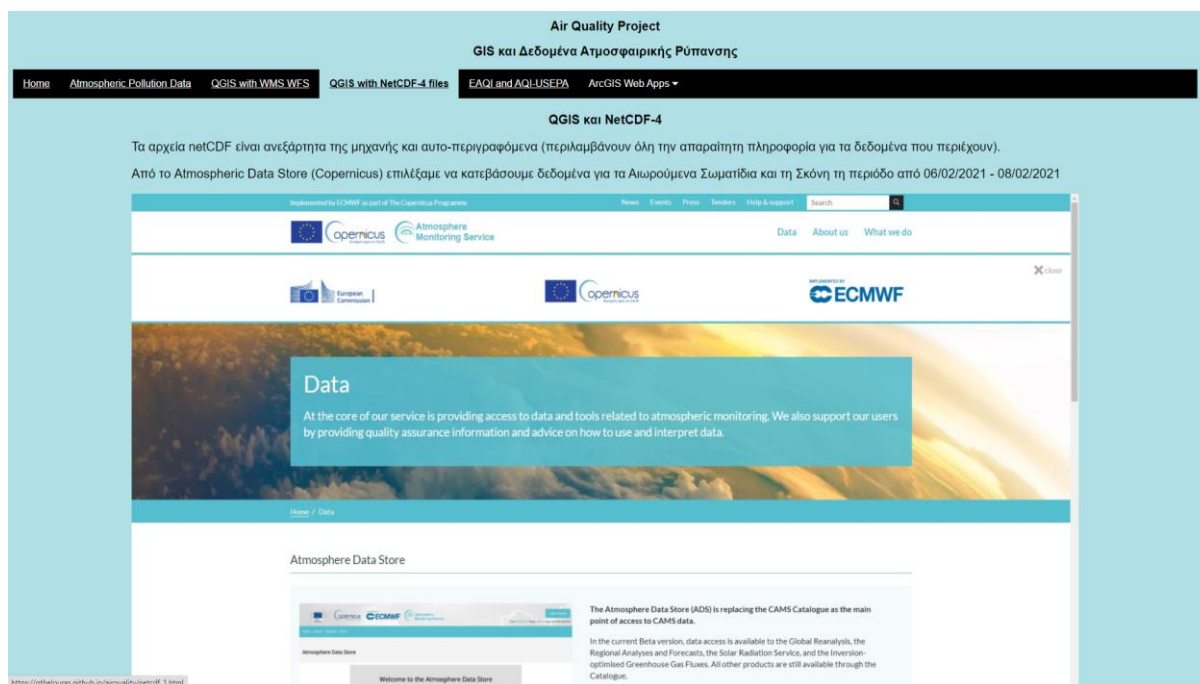 Air Quality Project
GIS και Δεδομένα Ατμοσφαιρικής Ρύπανσης
Home Atmospheric Pollution Data QGIS with WMS WFS QGIS with NetCDF-4 files EAQI and AQI-USEPA ArcGIS Web Apps
QGIS και NetCDF-4
Τα αρχεία netCDF είναι ανεξάρτητα της μηχανής και αυτο-περιγραφόμενα (περιλαμβάνουν όλη την απαραίτητη πληροφορία για τα δεδομένα που περιέχουν).
Από το Atmospheric Data Store (Copernicus) επιλέξαμε να κατεβάσουμε δεδομένα για τα Αιωρούμενα Σωματίδια και τη Σκόνη τη περιόδο από 06/02/2021 - 08/02/2021
Implemented by ECMWF as part of The Copernicus Programme News Events Press Tenders Help & support Search
opernicus Atmosphere
Monitoring Service
Data About us What we do
close
European
Commission
opernicus
IMPLEMENTED BY
ECMWF
Data
At the core of our service is providing access to data and tools related to atmospheric monitoring. We also support our users
by providing quality assurance information and advice on how to use and interpret data.
Home / Data
Atmosphere Data Store
opernicus ECMWF
Atmosphere Data Store
Welcome to the Atmosphere Data Store
The Atmosphere Data Store (ADS) is replacing the CAMS Catalogue as the main
point of access to CAMS data.
In the current Beta version, data access is available to the Global Reanalysis, the
Regional Analyses and Forecasts, the Solar Radiation Service, and the Inversion-
optimised Greenhouse Gas Fluxes. All other products are still available through the
Catalogue.